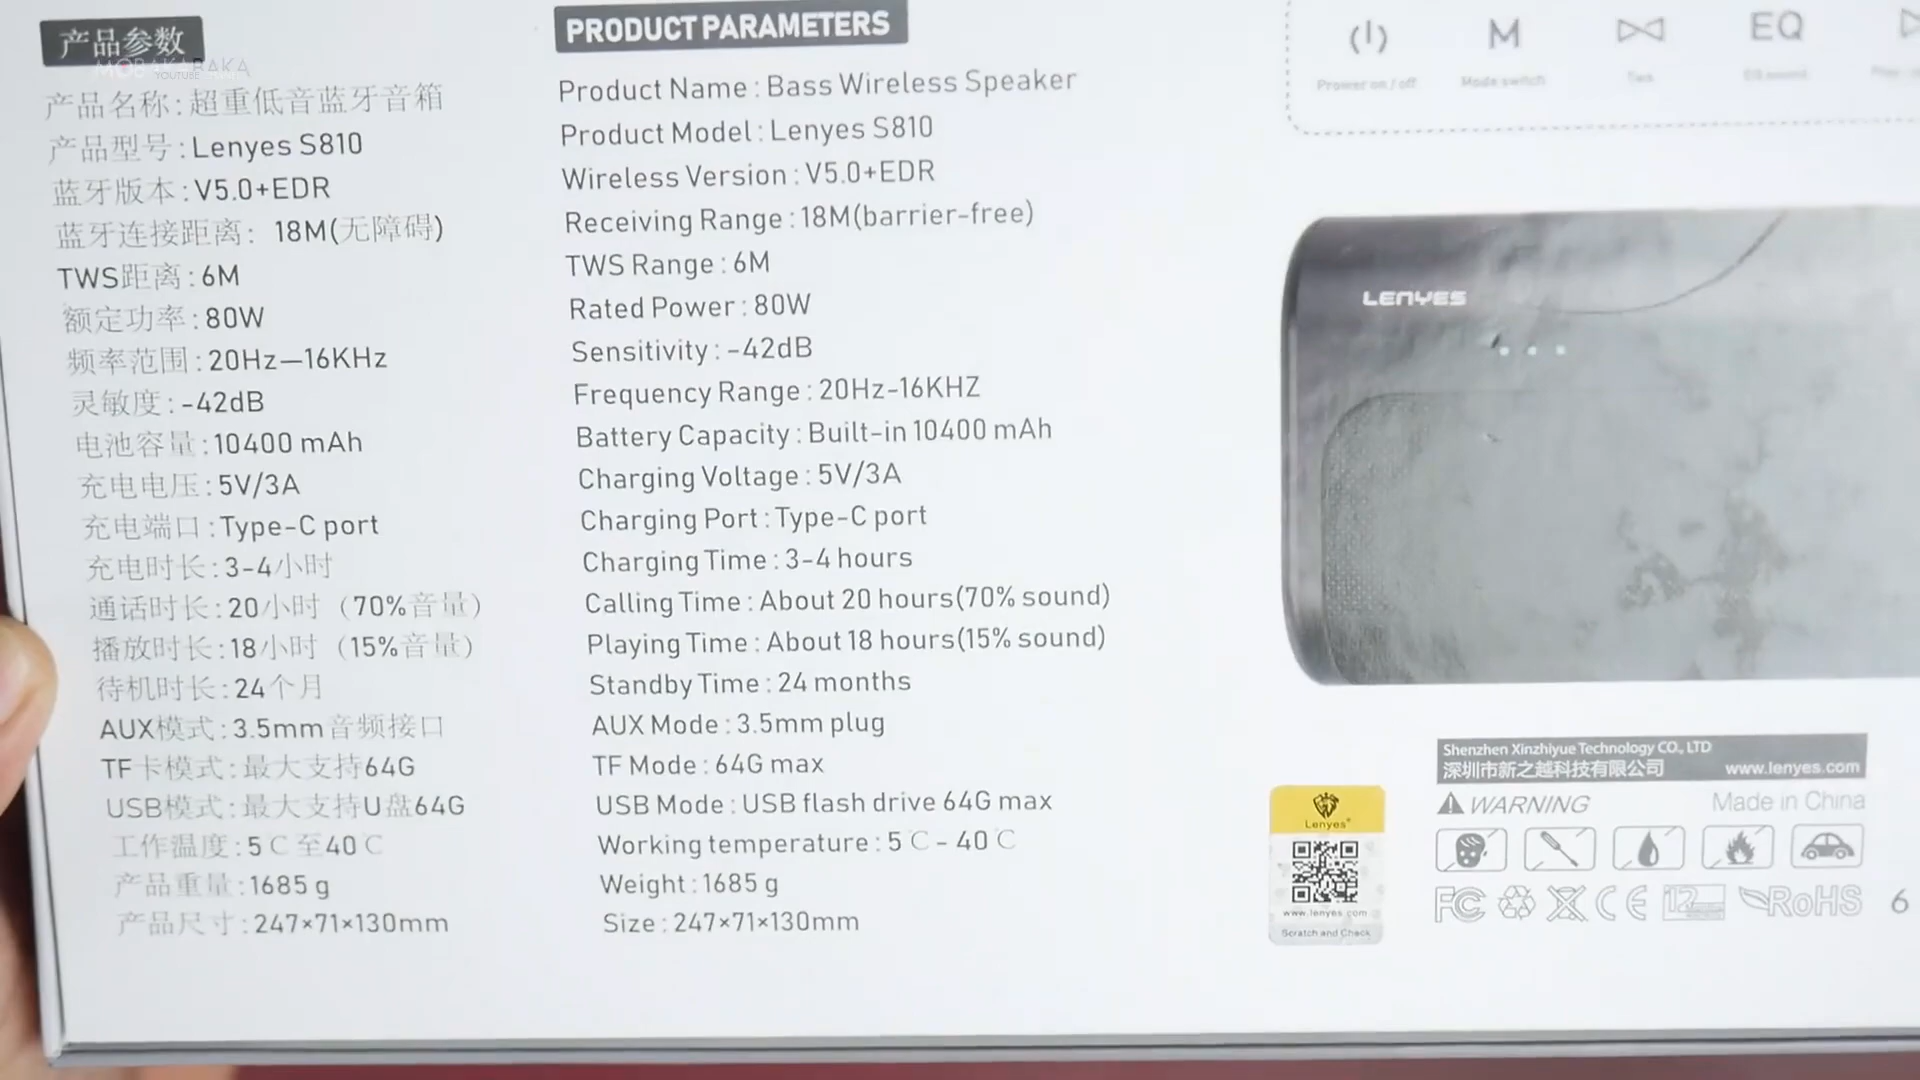 产品参数
MOBAKABAKA
YOUTUBE
产品名称:超重低音蓝牙音箱
产品型号:Lenyes S810
蓝牙版本:V5.0+EDR
蓝牙连接距离: 18M(无障碍)
TWS距离:6M
额定功率:80W
频率范围:20Hz—16KHz
灵敏度:-42dB
电池容量:10400 mAh
充电电压:5V/3A
充电端口:Type-C port
充电时长:3-4小时
通话时长:20小时（70%音量）
播放时长:18小时（15%音量）
待机时长:24个月
AUX模式:3.5mm音频接口
TF卡模式:最大支持64G
USB模式:最大支持U盘64G
工作温度:5℃至40℃
产品重量:1685 g
产品尺寸:247×71×130mm
PRODUCT PARAMETERS
Product Name : Bass Wireless Speaker
Product Model : Lenyes S810
Wireless Version : V5.0+EDR
Receiving Range : 18M(barrier-free)
TWS Range : 6M
Rated Power : 80W
Sensitivity : -42dB
Frequency Range : 20Hz-16KHZ
Battery Capacity : Built-in 10400 mAh
Charging Voltage : 5V/3A
Charging Port : Type-C port
Charging Time : 3-4 hours
Calling Time : About 20 hours(70% sound)
Playing Time : About 18 hours(15% sound)
Standby Time : 24 months
AUX Mode : 3.5mm plug
TF Mode : 64G max
USB Mode : USB flash drive 64G max
Working temperature : 5℃ - 40℃
Weight : 1685 g
Size : 247×71×130mm
M
EQ
Power on / off
Mode switch
Tws
LENYES
Shenzhen Xinzhiyue Technology CO., LTD
深圳市新之越科技有限公司
www.lenyes.com
WARNING
Made in China
Lenyes
www.lenyes.com
Scratch and Check
FC
CE
12
RoHS
6